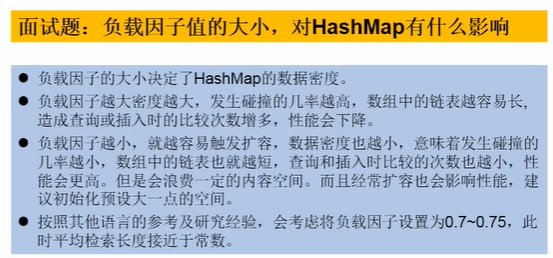 面试题：负载因子值的大小，对HashMap有什么影响
● 负载因子的大小决定了HashMap的数据密度。
● 负载因子越大密度越大，发生碰撞的几率越高，数组中的链表越容易长,
造成查询或插入时的比较次数增多，性能会下降。
● 负载因子越小，就越容易触发扩容，数据密度也越小，意味着发生碰撞的
几率越小，数组中的链表也就越短，查询和插入时比较的次数也越小，性
能会更高。但是会浪费一定的内容空间。而且经常扩容也会影响性能，建
议初始化预设大一点的空间。
● 按照其他语言的参考及研究经验，会考虑将负载因子设置为0.7~0.75，此
时平均检索长度接近于常数。